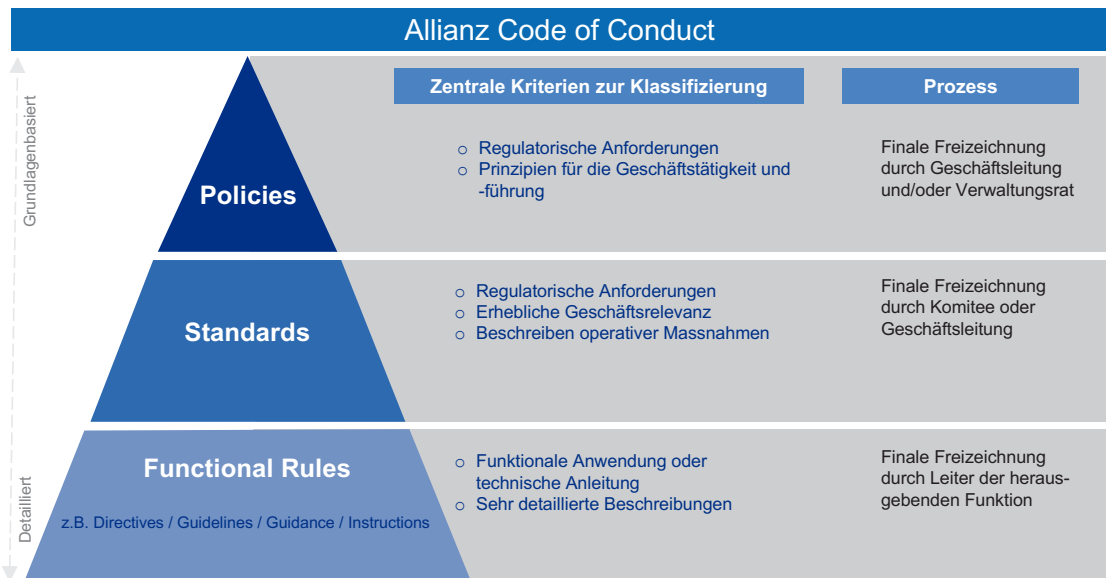 Allianz Code of Conduct
Zentrale Kriterien zur Klassifizierung
Prozess
Grundlagenbasiert
Policies
o Regulatorische Anforderungen
o Prinzipien für die Geschäftstätigkeit und
-führung
Finale Freizeichnung
durch Geschäftsleitung
und/oder Verwaltungsrat
Standards
o Regulatorische Anforderungen
o Erhebliche Geschäftsrelevanz
o Beschreiben operativer Massnahmen
Finale Freizeichnung
durch Komitee oder
Geschäftsleitung
Detailliert
Functional Rules
z.B. Directives / Guidelines / Guidance / Instructions
o Funktionale Anwendung oder
technische Anleitung
o Sehr detaillierte Beschreibungen
Finale Freizeichnung
durch Leiter der heraus-
gebenden Funktion